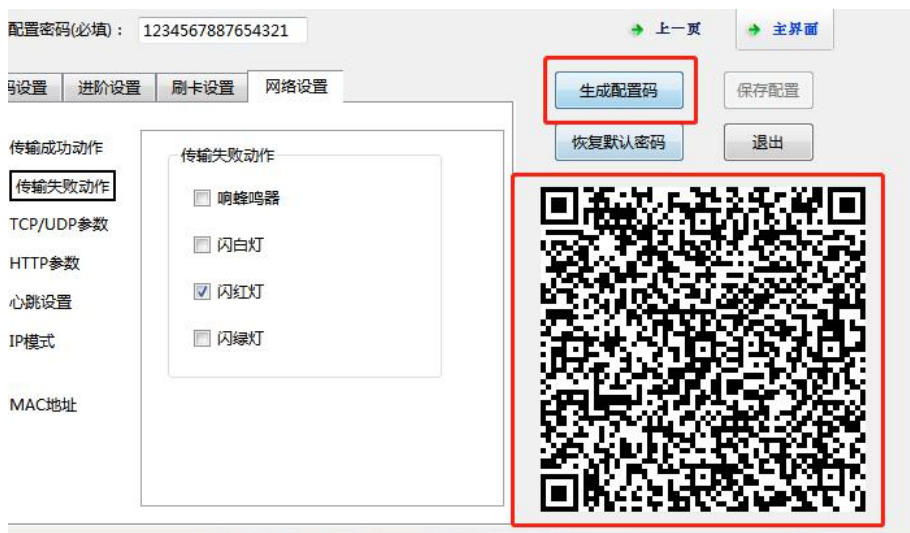 配置密码(必填)： 1234567887654321
上一页
主界面
码设置 进阶设置 刷卡设置 网络设置
生成配置码
保存配置
恢复默认密码
退出
传输成功动作
传输失败动作
TCP/UDP参数
HTTP参数
心跳设置
IP模式
MAC地址
传输失败动作
响蜂鸣器
闪白灯
闪红灯
闪绿灯